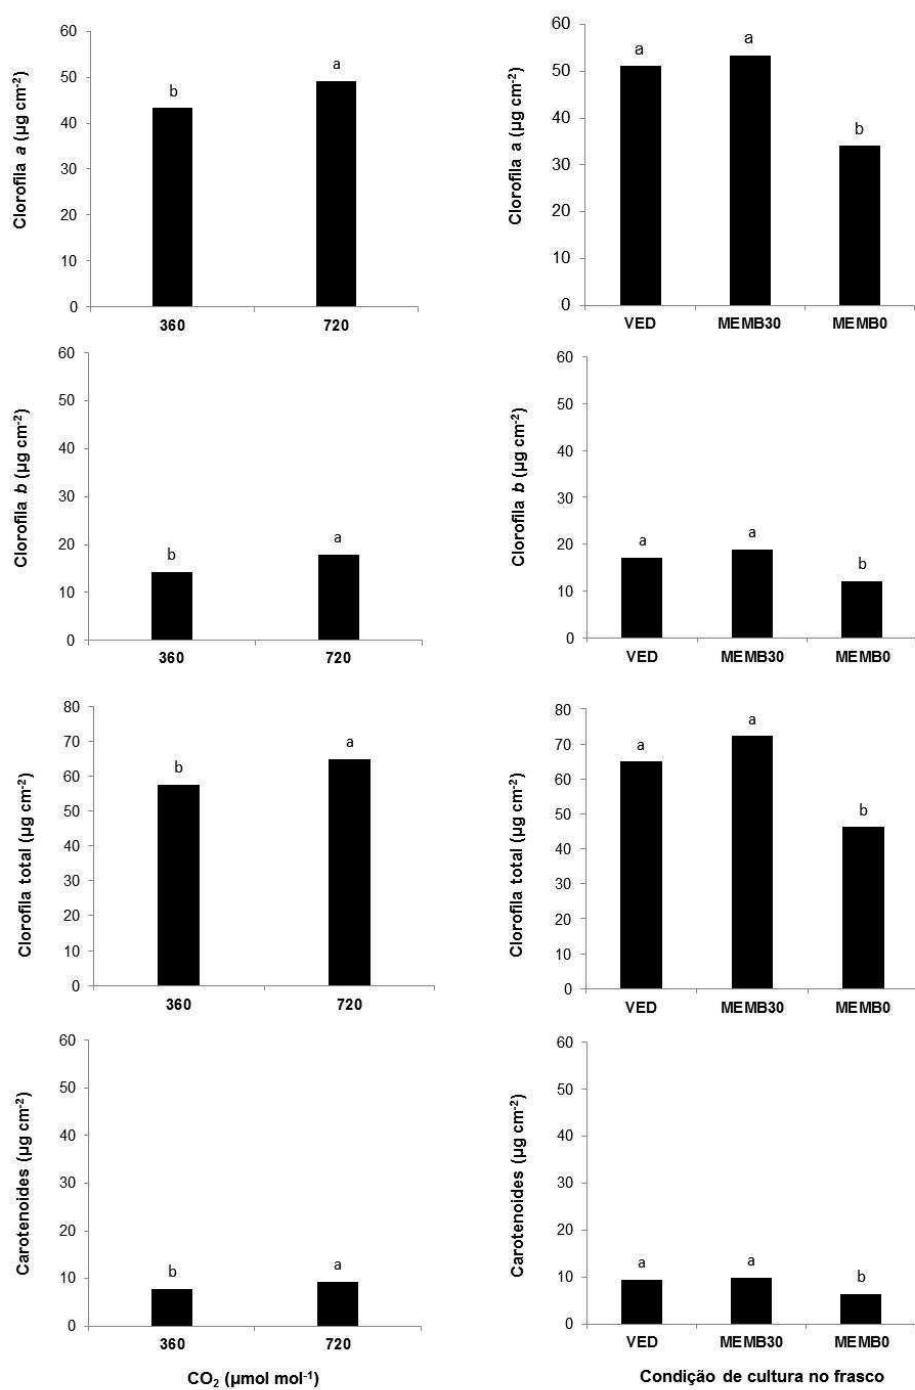 Clorofila a (µg cm-2)
60
50
40
30
20
10
0
b
a
360
720
Clorofila a (µg cm-2)
60
50
40
30
20
10
0
a
a
b
VED
MEMB30
MEMB0
Clorofila b (µg cm-2)
60
50
40
30
20
10
0
b
a
360
720
Clorofila b (µg cm-2)
60
50
40
30
20
10
0
a
a
b
VED
MEMB30
MEMB0
Clorofila total (µg cm-2)
80
70
60
50
40
30
20
10
0
b
a
360
720
Clorofila total (µg cm-2)
80
70
60
50
40
30
20
10
0
a
a
b
VED
MEMB30
MEMB0
Carotenoides (µg cm-2)
60
50
40
30
20
10
0
b
a
360
720
CO2 (µmol mol-1)
Carotenoides (µg cm-2)
60
50
40
30
20
10
0
a
a
b
VED
MEMB30
MEMB0
Condição de cultura no frasco